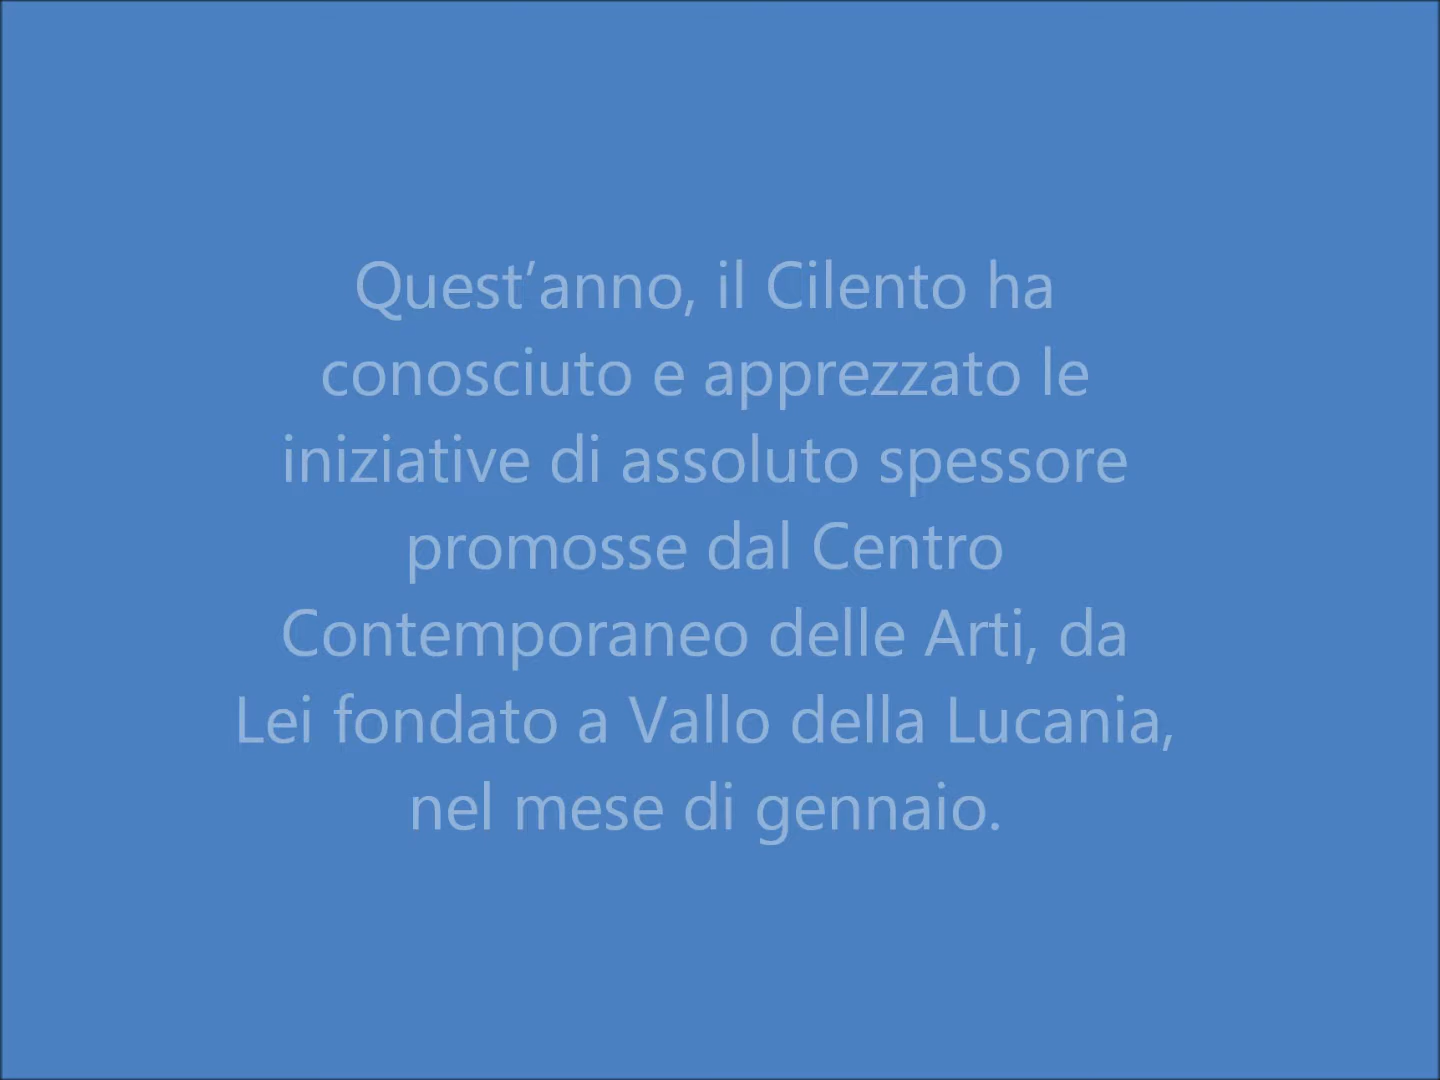 Quest’anno, il Cilento ha
conosciuto e apprezzato le
iniziative di assoluto spessore
promosse dal Centro
Contemporaneo delle Arti, da
Lei fondato a Vallo della Lucania,
nel mese di gennaio.